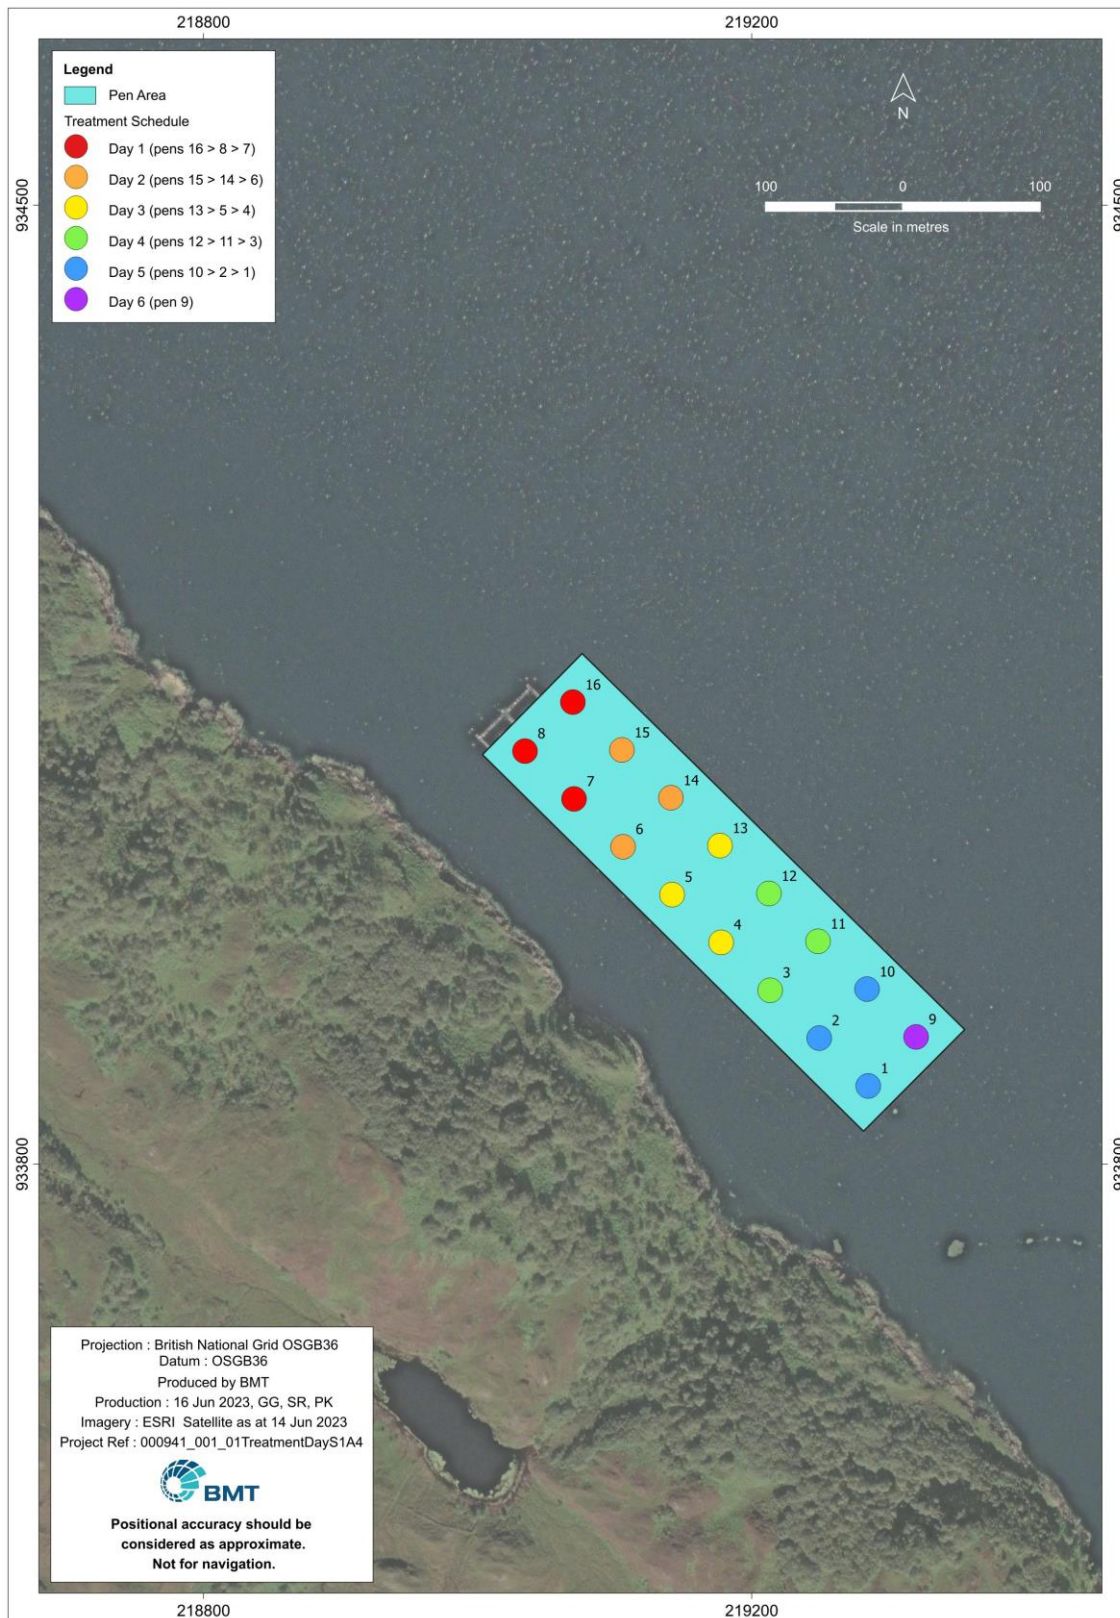 218800
219200
Legend
Pen Area
Treatment Schedule
Day 1 (pens 16 > 8 > 7)
Day 2 (pens 15 > 14 > 6)
Day 3 (pens 13 > 5 > 4)
Day 4 (pens 12 > 11 > 3)
Day 5 (pens 10 > 2 > 1)
Day 6 (pen 9)
N
100 0 100
Scale in metres
934500
934500
16
8
15
7
14
6
13
5
12
4
11
3
10
2
9
1
933800
933800
Projection : British National Grid OSGB36
Datum : OSGB36
Produced by BMT
Production : 16 Jun 2023, GG, SR, PK
Imagery : ESRI Satellite as at 14 Jun 2023
Project Ref : 000941_001_01TreatmentDayS1A4
BMT
Positional accuracy should be
considered as approximate.
Not for navigation.
218800
219200